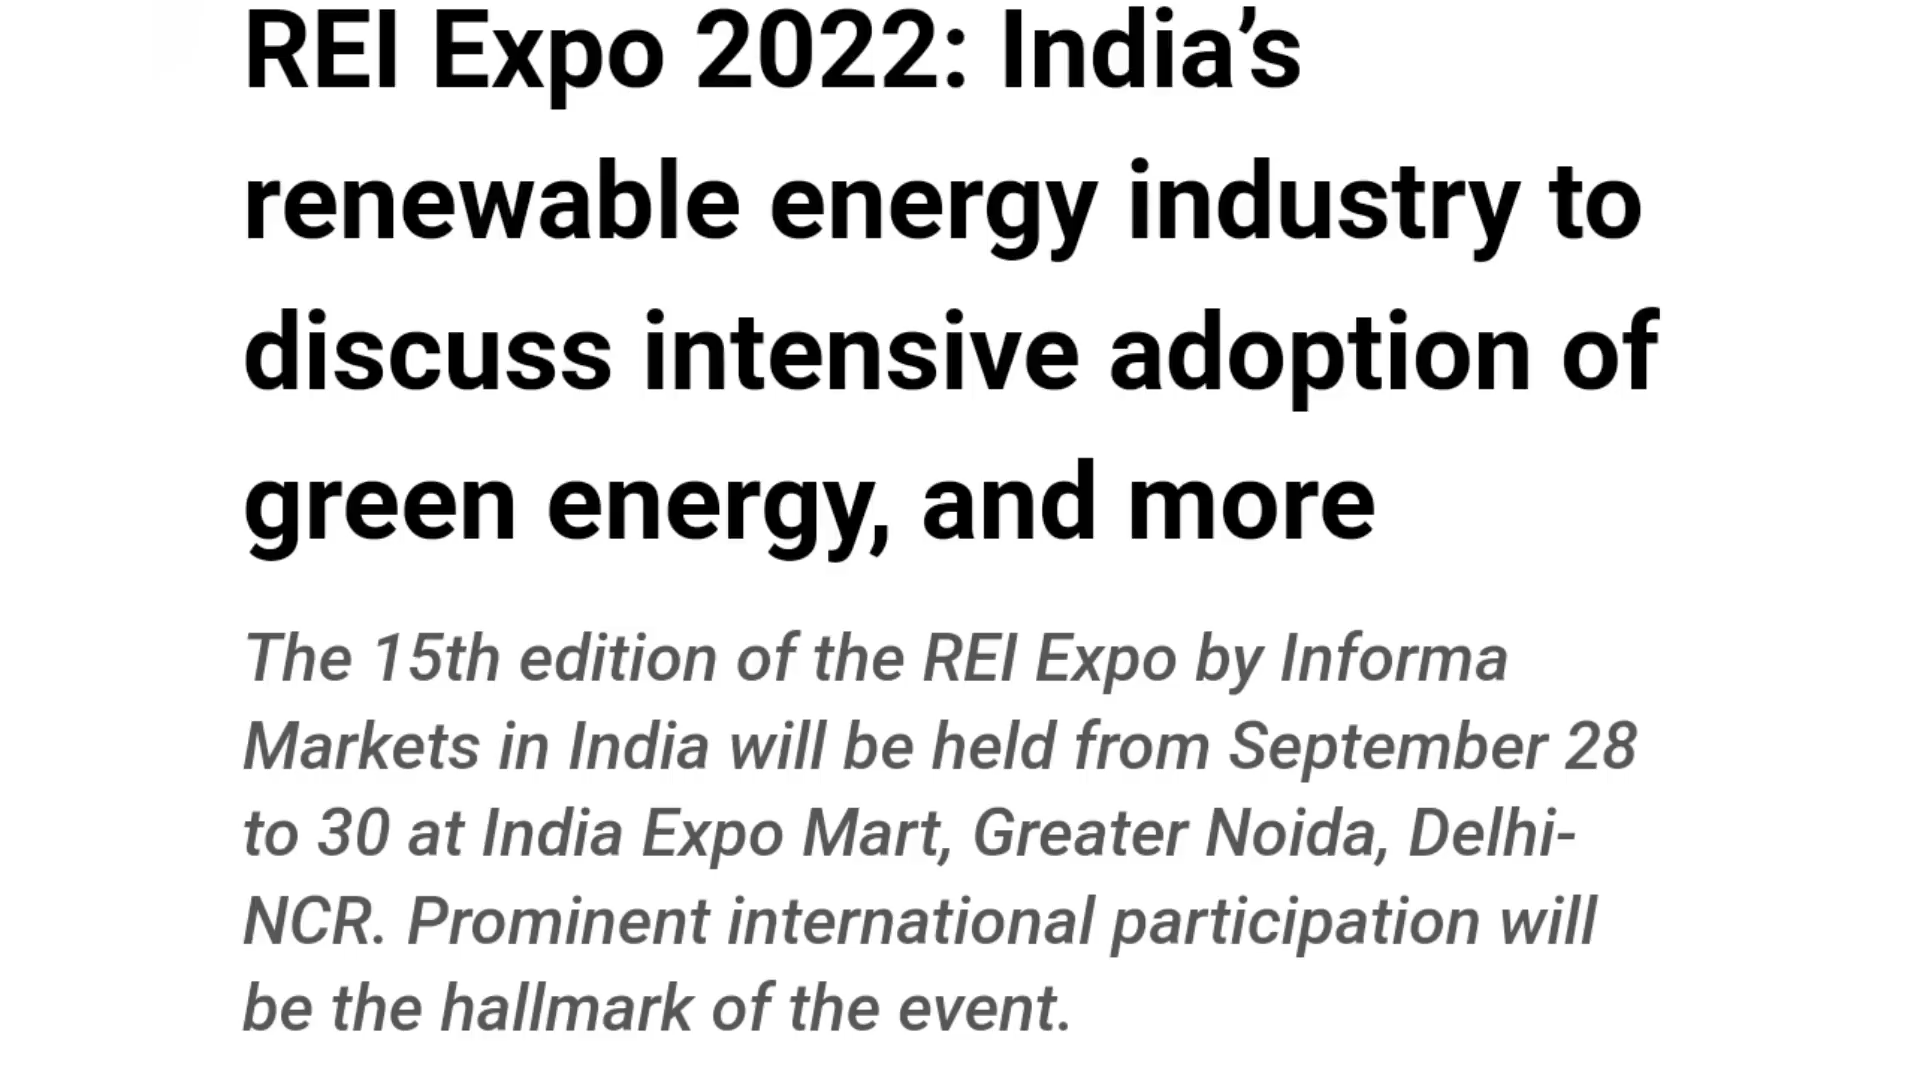 REI Expo 2022: India’s
renewable energy industry to
discuss intensive adoption of
green energy, and more
The 15th edition of the REI Expo by Informa
Markets in India will be held from September 28
to 30 at India Expo Mart, Greater Noida, Delhi-
NCR. Prominent international participation will
be the hallmark of the event.